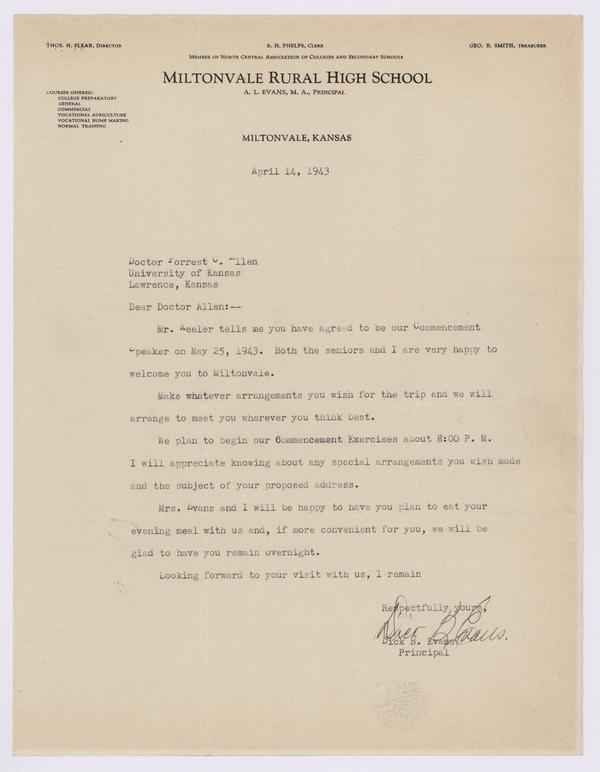 THOS. H. FLEAR, DIRECTOR
S. H. PHELPS, CLERK
GEO. B. SMITH, TREASURER
MEMBER OF NORTH CENTRAL ASSOCIATION OF COLLEGES AND SECONDARY SCHOOLS
MILTONVALE RURAL HIGH SCHOOL
A. L. EVANS, M. A., PRINCIPAL
COURSES OFFERED:
COLLEGE PREPARATORY
GENERAL
COMMERCIAL
VOCATIONAL AGRICULTURE
VOCATIONAL HOME MAKING
NORMAL TRAINING
MILTONVALE, KANSAS
April 14, 1943
Doctor Forrest C. Allen
University of Kansas
Lawrence, Kansas
Dear Doctor Allen:--
Mr. Keeler tells me you have agreed to be our Commencement
Speaker on May 25, 1943. Both the seniors and I are very happy to
welcome you to Miltonvale.
Make whatever arrangements you wish for the trip and we will
arrange to meet you wherever you think best.
We plan to begin our Commencement Exercises about 8:00 P. M.
I will appreciate knowing about any special arrangements you wish made
and the subject of your proposed address.
Mrs. Evans and I will be happy to have you plan to eat your
evening meal with us and, if more convenient for you, we will be
glad to have you remain overnight.
Looking forward to your visit with us, I remain
Respectfully yours,
Dick B. Evans.
Dick B. Evans
Principal